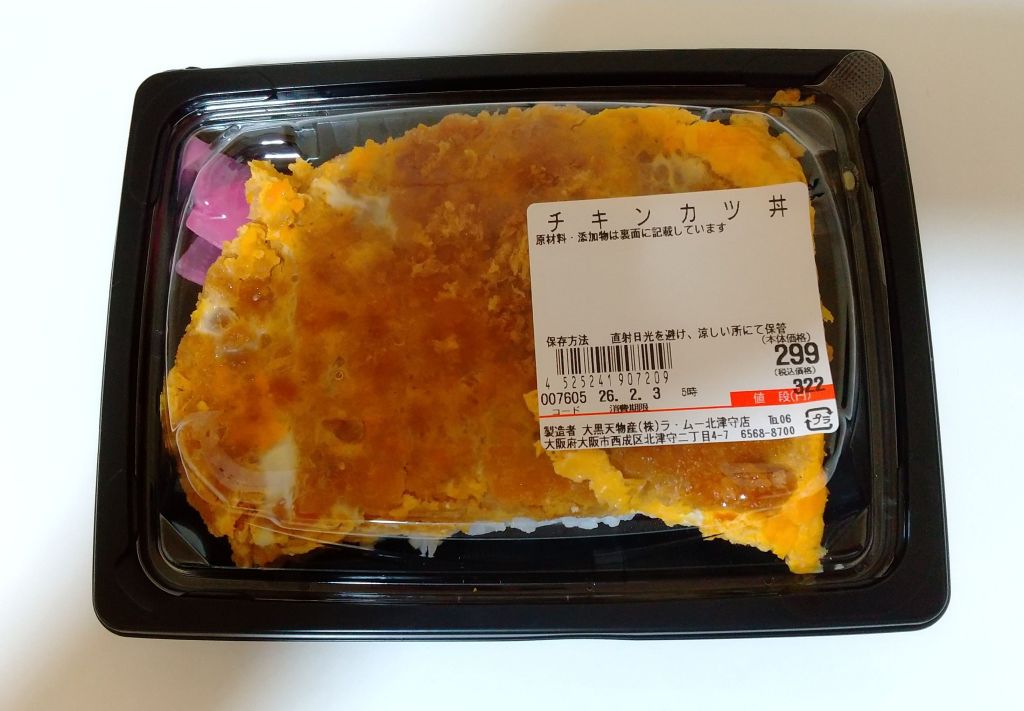 チキンカツ丼
原材料・添加物は裏面に記載しています
保存方法 直射日光を避け、涼しい所にて保管
(本体価格)
299
(税込価格)
322
4 525241 907209
007605 26. 2. 3 5時
コード 消費期限 値 段(円)
製造者 大黒天物産(株)ラ・ムー北津守店 ℡06
大阪府大阪市西成区北津守二丁目4-7 6568-8700
プラ